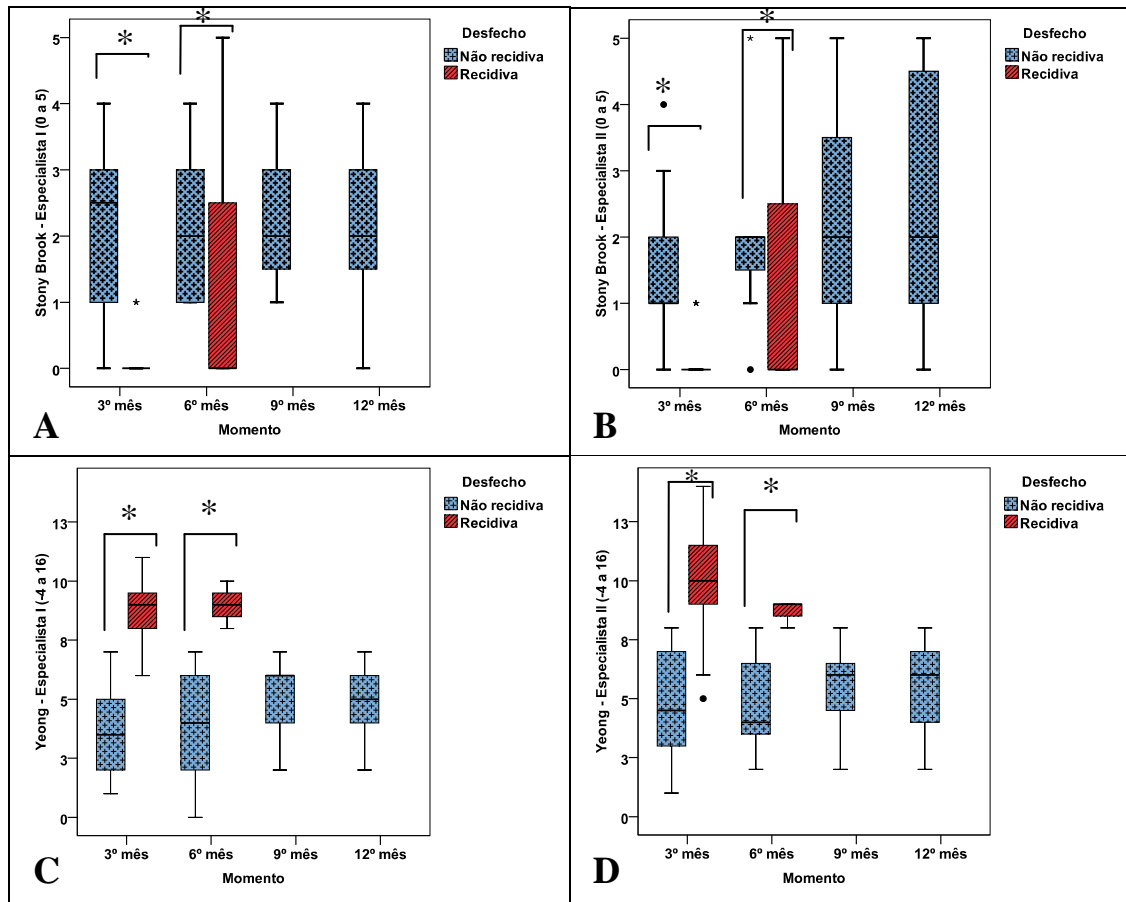 Desfecho
Não recidiva
Recidiva
Stony Brook - Especialista I (0 a 5)
5
4
3
2
1
0
*
*
*
3º mês 6º mês 9º mês 12º mês
Momento
A
Desfecho
Não recidiva
Recidiva
Stony Brook - Especialista II (0 a 5)
5
4
3
2
1
0
*
*
*
*
3º mês 6º mês 9º mês 12º mês
Momento
B
Desfecho
Não recidiva
Recidiva
Yeong - Especialista I (-4 a 16)
13
10
8
5
3
0
*
*
3º mês 6º mês 9º mês 12º mês
Momento
C
Desfecho
Não recidiva
Recidiva
Yeong - Especialista II (-4 a 16)
13
10
8
5
3
0
*
*
3º mês 6º mês 9º mês 12º mês
Momento
D